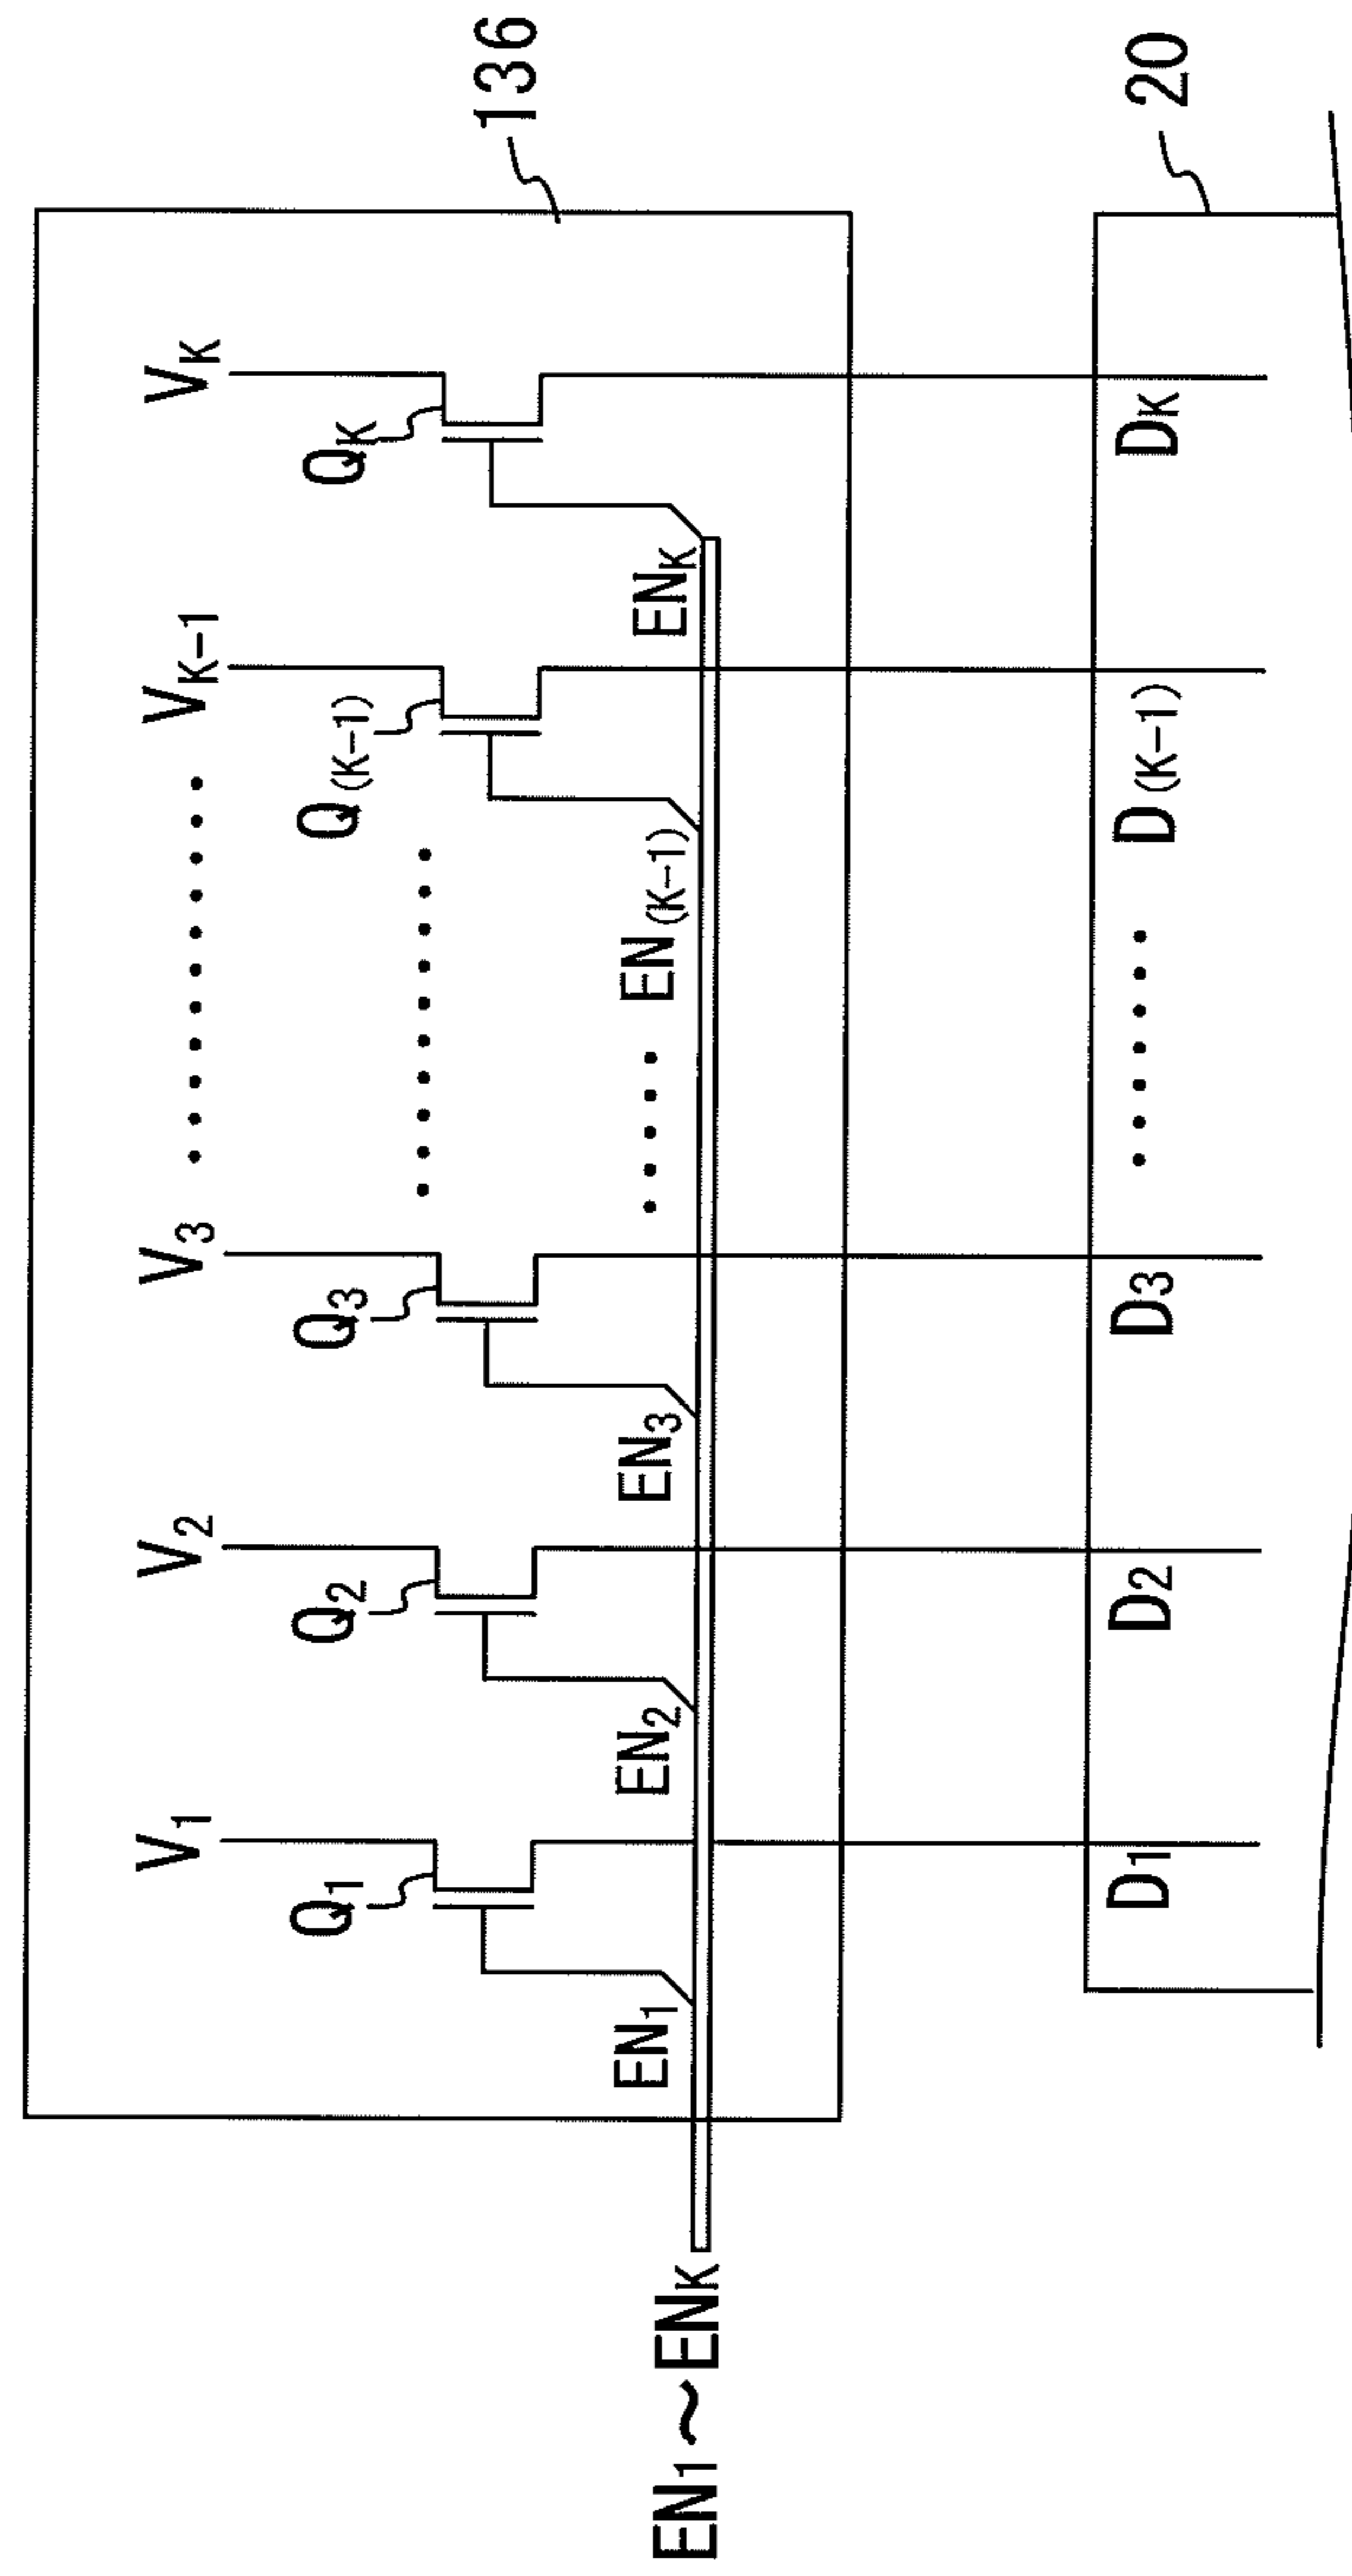 136
V1 V2 V3 VK-1 VK
Q1 Q2 Q3 Q(K-1) QK
EN1 EN2 EN3 EN(K-1) ENK
EN1~ENK
20
D1 D2 D3 D(K-1) DK